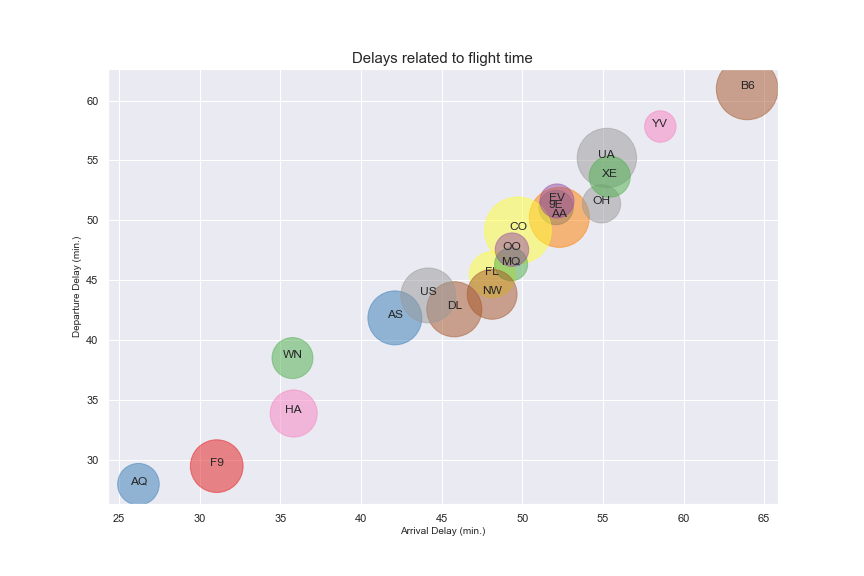 Delays related to flight time
Departure Delay (min.)
60
55
50
45
40
35
30
B6
YV
UA
XE
EV
9E
OH
AA
CO
OO
MQ
FL
NW
US
DL
AS
WN
HA
F9
AQ
25 30 35 40 45 50 55 60 65
Arrival Delay (min.)